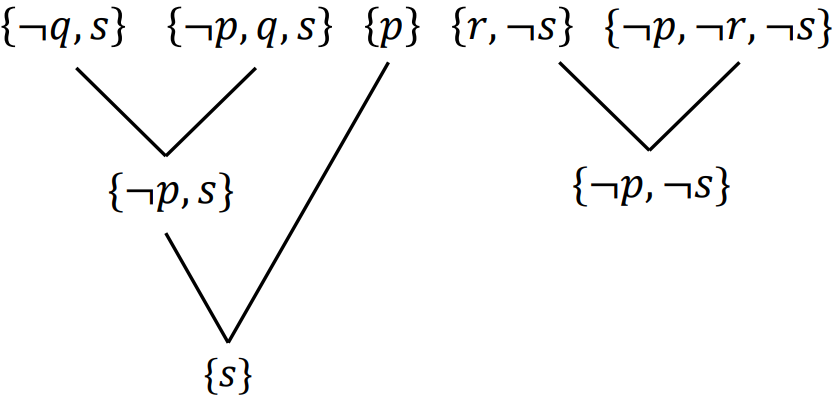 {¬q, s} {¬p, q, s} {p} {r, ¬s} {¬p, ¬r, ¬s}
{¬p, s} {¬p, ¬s}
{s}